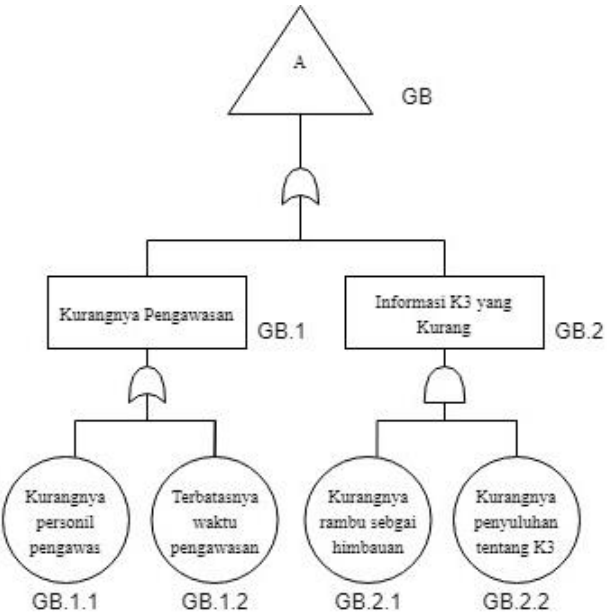 A
GB
Kurangnya Pengawasan
GB.1
Informasi K3 yang
Kurang
GB.2
Kurangnya
personil
pengawas
GB.1.1
Terbatasnya
waktu
pengawasan
GB.1.2
Kurangnya
rambu sebgai
himbauan
GB.2.1
Kurangnya
penyuluhan
tentang K3
GB.2.2